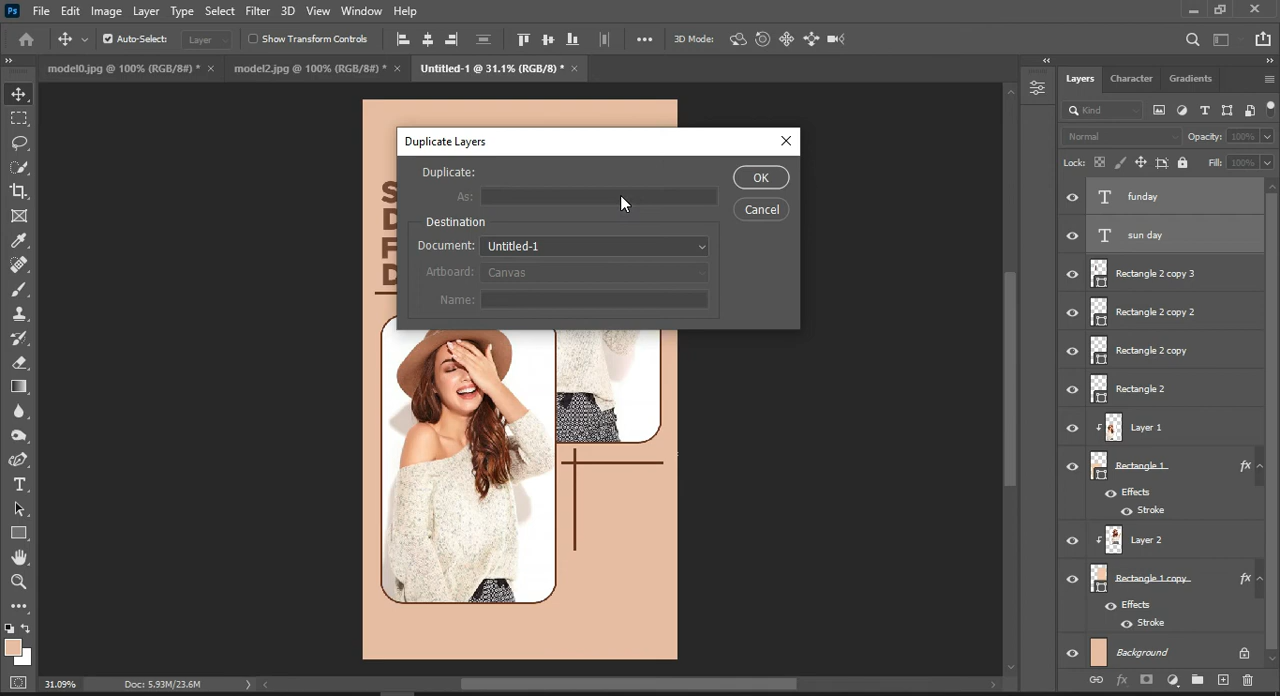 Ps File Edit Image Layer Type Select Filter 3D View Window Help
Auto-Select: Layer Show Transform Controls 3D Mode:
model0.jpg @ 100% (RGB/8#) * × model2.jpg @ 100% (RGB/8#) * × Untitled-1 @ 31.1% (RGB/8) * ×
Layers Character Gradients
Kind
Normal Opacity: 100%
Lock: Fill: 100%
funday
sun day
Rectangle 2 copy 3
Rectangle 2 copy 2
Rectangle 2 copy
Rectangle 2
Layer 1
Rectangle 1 fx
Effects
Stroke
Layer 2
Rectangle 1 copy fx
Effects
Stroke
Background
Duplicate Layers
Duplicate:
As:
OK
Cancel
Destination
Document: Untitled-1
Artboard: Canvas
Name:
S
D
F
D
31.09% Doc: 5.93M/23.6M